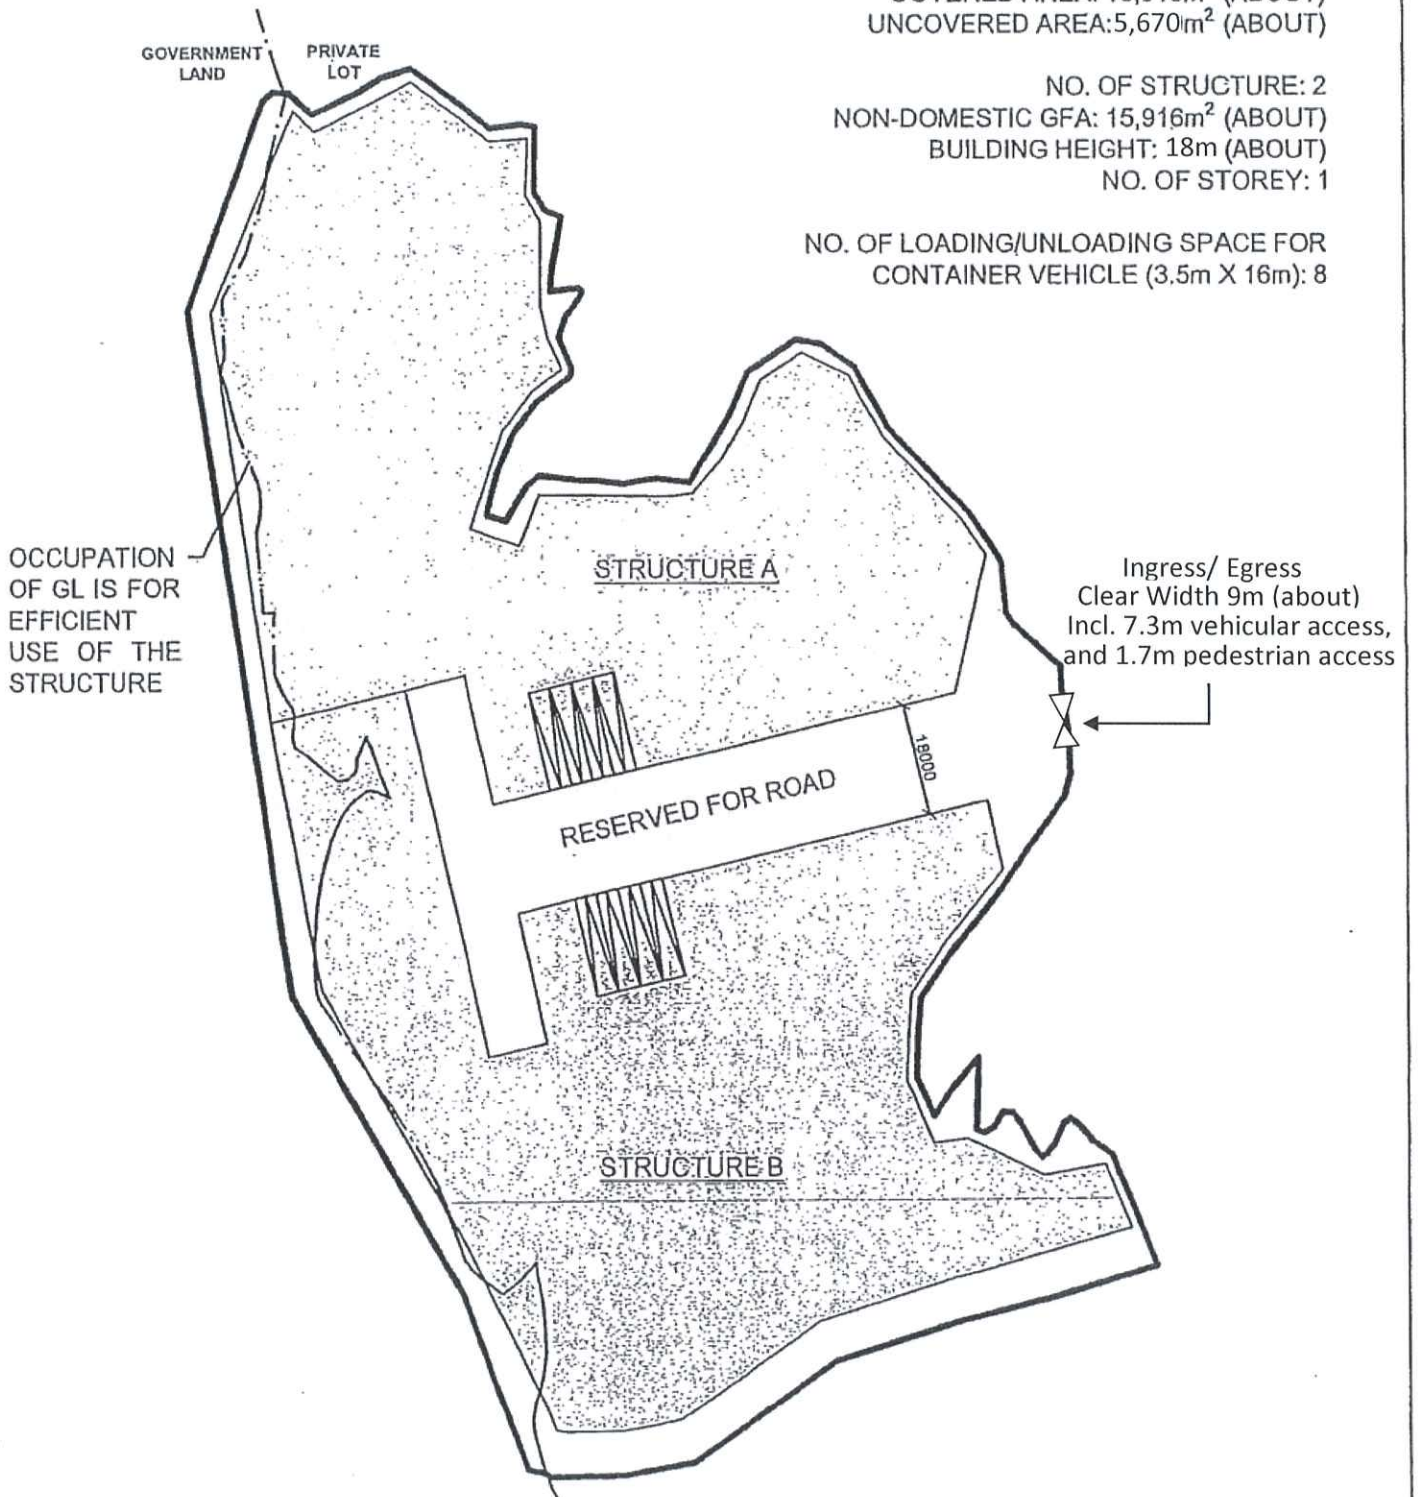 UNCOVERED AREA:5,670m² (ABOUT)
NO. OF STRUCTURE: 2
NON-DOMESTIC GFA: 15,916m² (ABOUT)
BUILDING HEIGHT: 18m (ABOUT)
NO. OF STOREY: 1
NO. OF LOADING/UNLOADING SPACE FOR
CONTAINER VEHICLE (3.5m X 16m): 8
GOVERNMENT
LAND
PRIVATE
LOT
OCCUPATION
OF GL IS FOR
EFFICIENT
USE OF THE
STRUCTURE
STRUCTURE A
Ingress/ Egress
Clear Width 9m (about)
Incl. 7.3m vehicular access,
and 1.7m pedestrian access
18000
RESERVED FOR ROAD
STRUCTURE B